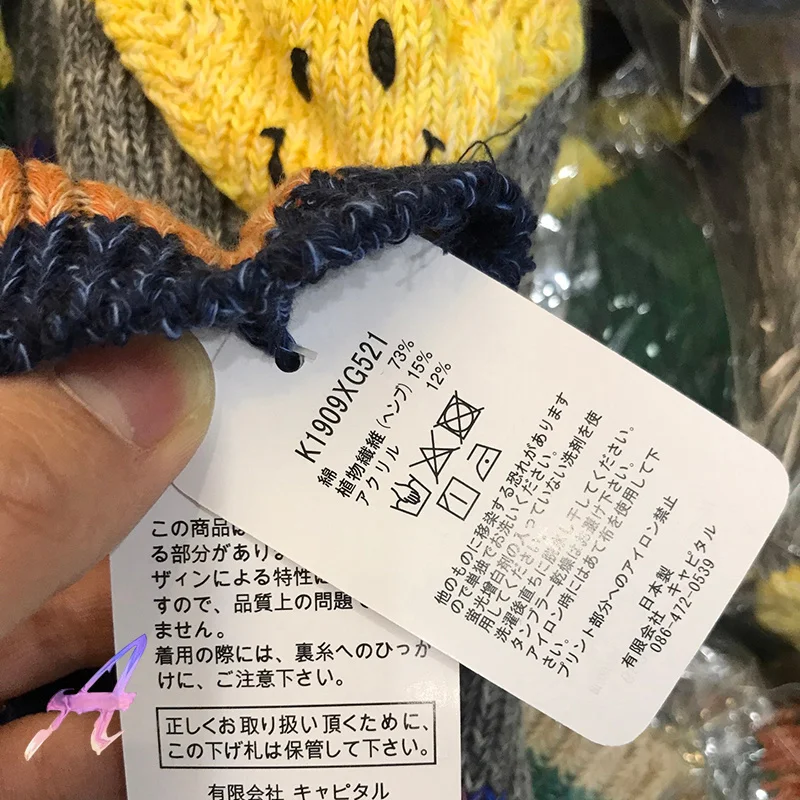 K1909XG521
綿 73%
植物繊維(ヘンプ) 15%
アクリル 12%
他のものに移染する恐れがあります
ので単独でお洗いください。
蛍光増白剤の入っていない洗剤を使
用してください。
洗濯後直ちに し干してください。
タンブラー乾燥はお避け下さい。
アイロン時にはあて布を使用して下
さい。
プリント部分へのアイロン禁止
日本製
有限会社 キャピタル
086-472-0539
この商品は
る部分があり
ザインによる特性
すので、品質上の問題
ません。
着用の際には、裏糸へのひっか
けに、ご注意下さい。
正しくお取り扱い頂くために、
この下げ札は保管して下さい。
有限会社 キャピタル